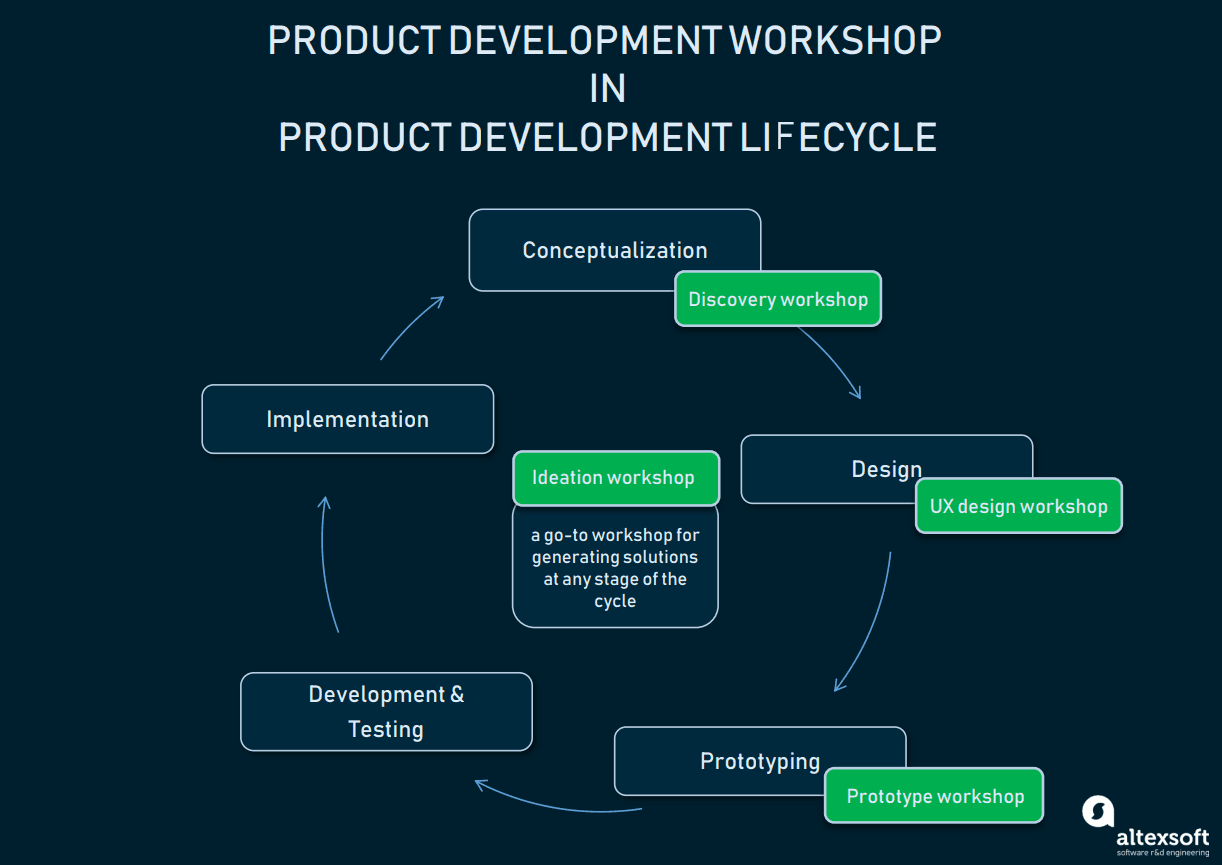 PRODUCT DEVELOPMENT WORKSHOP
IN
PRODUCT DEVELOPMENT LIFECYCLE
Conceptualization
Discovery workshop
Implementation
Design
Ideation workshop
UX design workshop
a go-to workshop for
generating solutions
at any stage of the
cycle
Development &
Testing
Prototyping
Prototype workshop
altexsoft
software r&d engineering